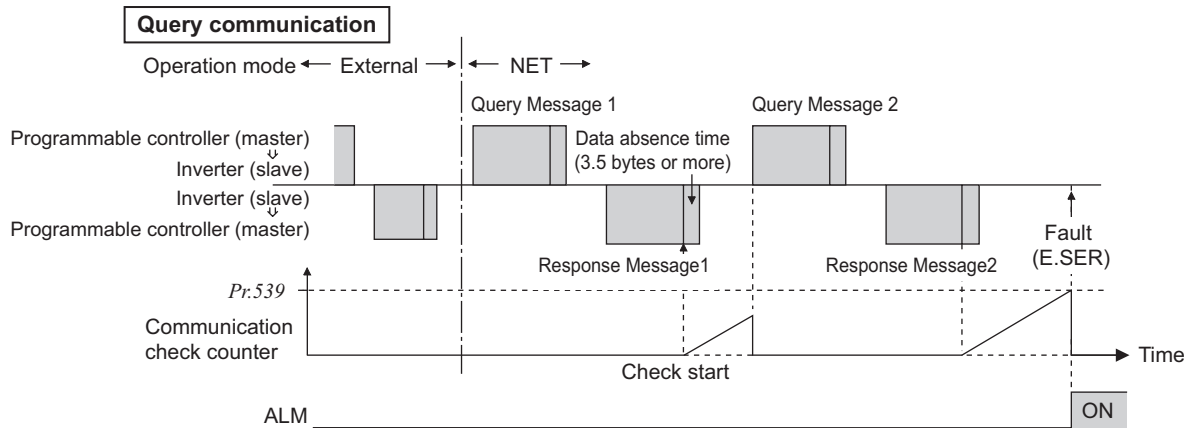 Query communication
Operation mode External NET
Query Message 1 Query Message 2
Programmable controller (master)
Inverter (slave)
Data absence time
(3.5 bytes or more)
Inverter (slave)
Programmable controller (master)
Response Message1 Response Message2
Fault
(E.SER)
Pr.539
Communication
check counter
Check start
Time
ALM ON